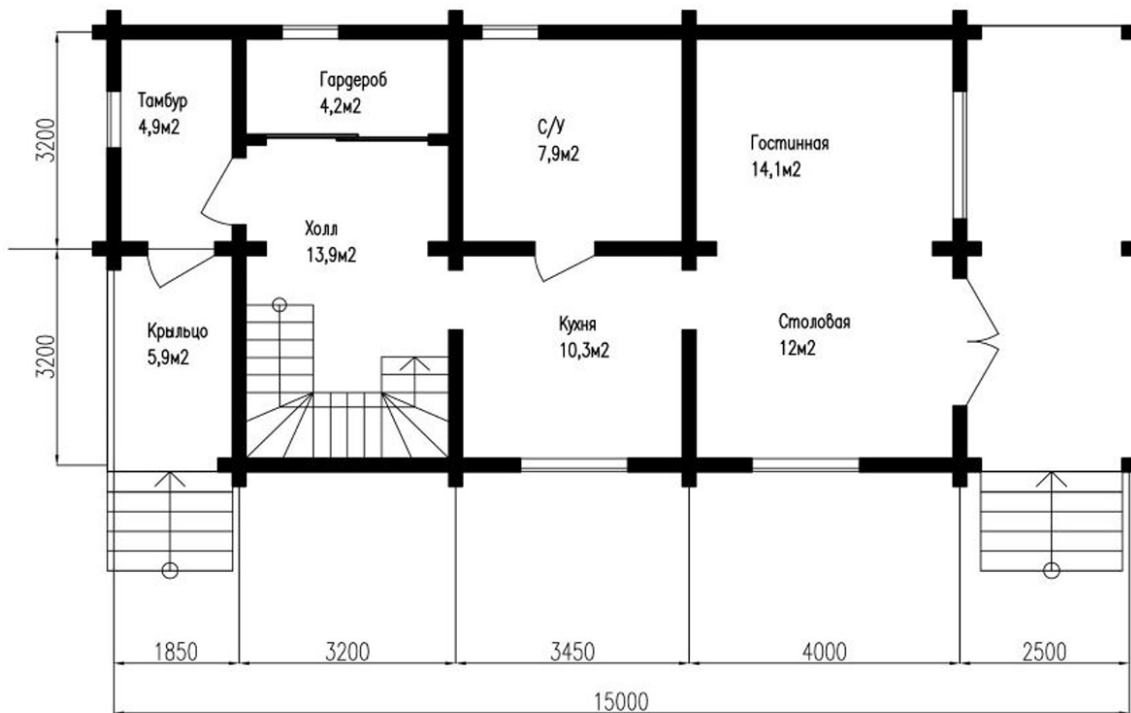 Тамбур
4,9м2
Гардероб
4,2м2
С/У
7,9м2
Гостинная
14,1м2
Холл
13,9м2
Крыльцо
5,9м2
Кухня
10,3м2
Столовая
12м2
3200
3200
1850
3200
3450
4000
2500
15000